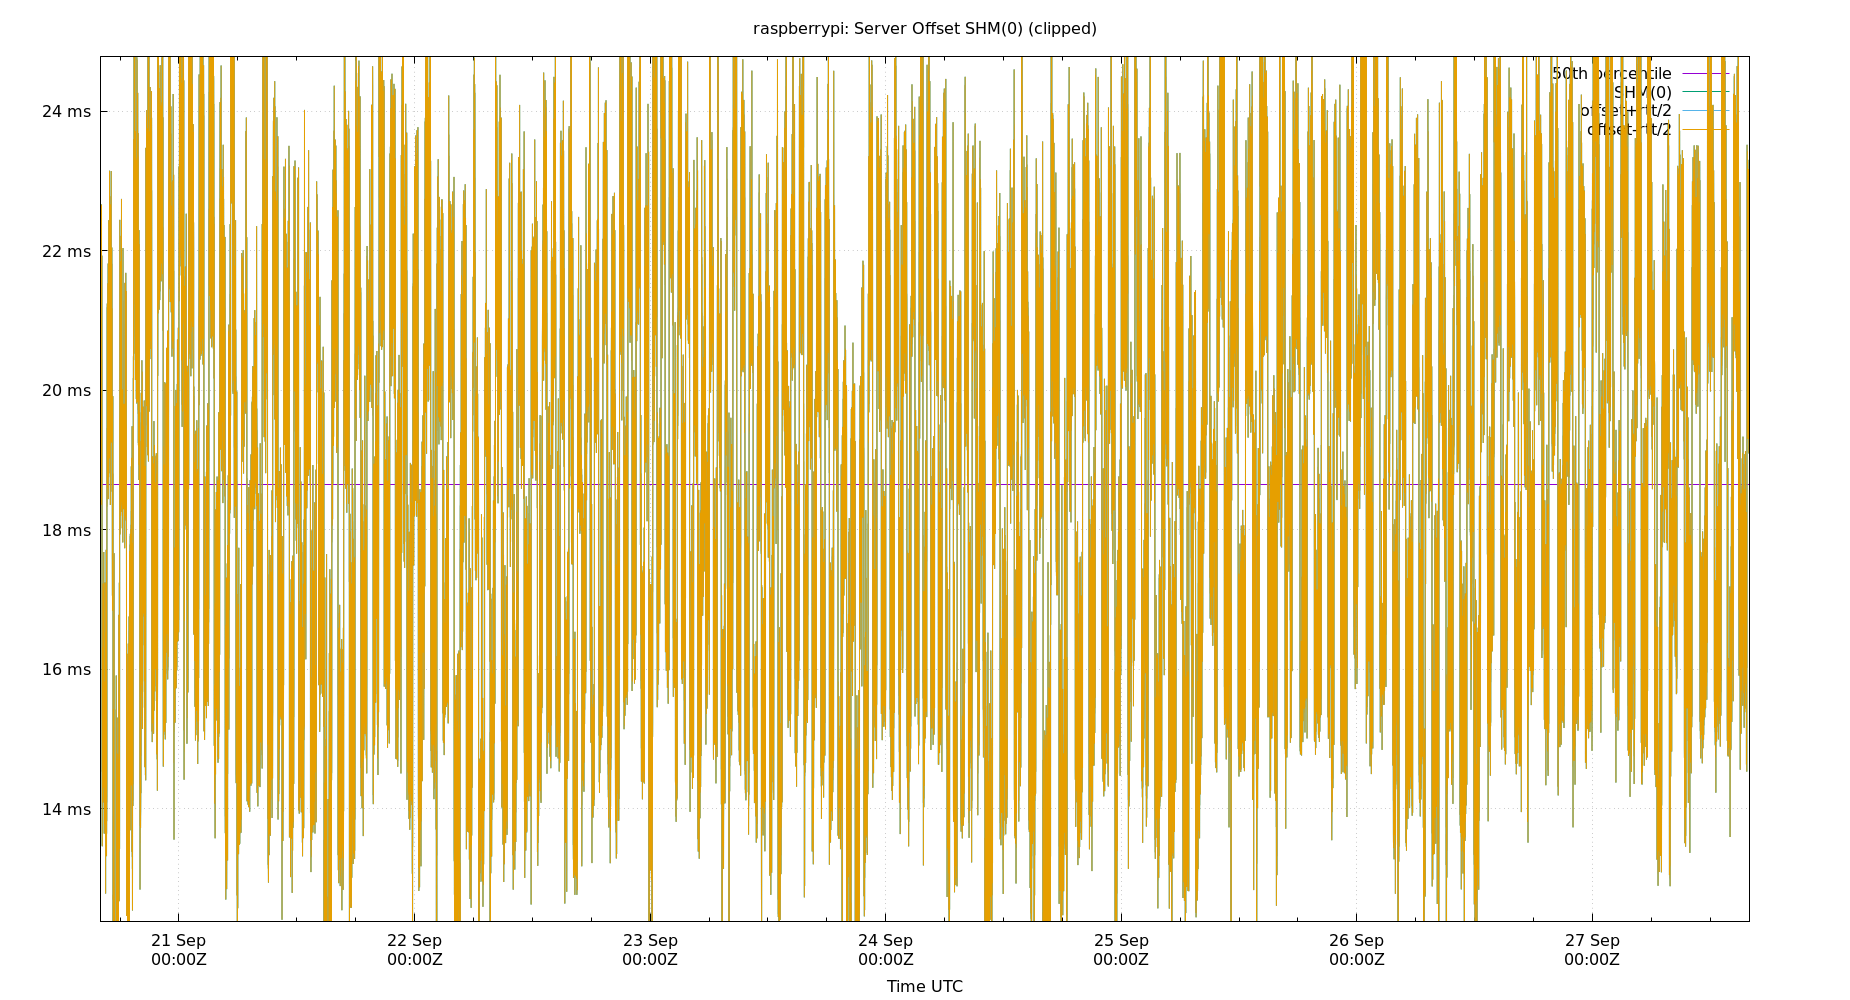 raspberrypi: Server Offset SHM(0) (clipped)
50th percentile
SHM(0)
offset+rtt/2
offset-rtt/2
24 ms
22 ms
20 ms
18 ms
16 ms
14 ms
21 Sep 22 Sep 23 Sep 24 Sep 25 Sep 26 Sep 27 Sep
00:00Z 00:00Z 00:00Z 00:00Z 00:00Z 00:00Z 00:00Z
Time UTC